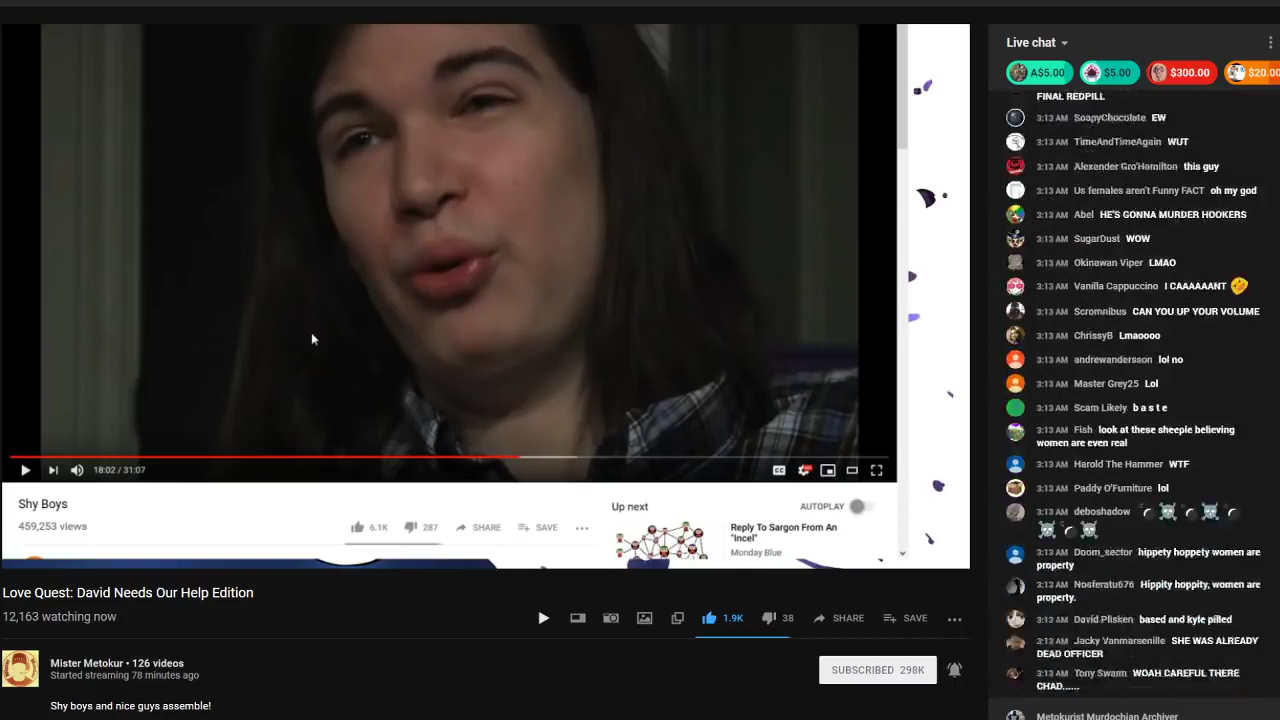 Live chat
A$5.00
$5.00
$300.00
$20.00
FINAL REDPILL
3:13 AM SoapyChocolate EW
3:13 AM TimeAndTimeAgain WUT
3:13 AM Alexander Gro'Hamilton this guy
3:13 AM Us females aren't Funny FACT oh my god
3:13 AM Abel HE'S GONNA MURDER HOOKERS
3:13 AM SugarDust WOW
3:13 AM Okinawan Viper LMAO
3:13 AM Vanilla Cappuccino I CAAAAAANT
3:13 AM Scromnibus CAN YOU UP YOUR VOLUME
3:13 AM ChrissyB Lmaoooo
3:13 AM andrewandersson lol no
3:13 AM Master Grey25 Lol
3:13 AM Scam Likely b a s t e
3:13 AM Fish look at these sheeple believing
women are even real
3:13 AM Harold The Hammer WTF
3:13 AM Paddy O'Furniture lol
3:13 AM deboshadow
3:13 AM Doom_sector hippety hoppety women are
property
3:13 AM Nosferatu676 Hippity hoppity, women are
property.
3:13 AM David Plisken based and kyle pilled
3:13 AM Jacky Vanmarsenille SHE WAS ALREADY
DEAD OFFICER
3:13 AM Tony Swam WOAH CAREFUL THERE
CHAD......
Metokurist Murdochian Archiver
18:02 / 31:07
CC
Shy Boys
459,253 views
6.1K
287
SHARE
SAVE
Up next
AUTOPLAY
Reply To Sargon From An
"Incel"
Monday Blue
Love Quest: David Needs Our Help Edition
12,163 watching now
1.9K
38
SHARE
SAVE
Mister Metokur • 126 videos
Started streaming 78 minutes ago
SUBSCRIBED 298K
Shy boys and nice guys assemble!